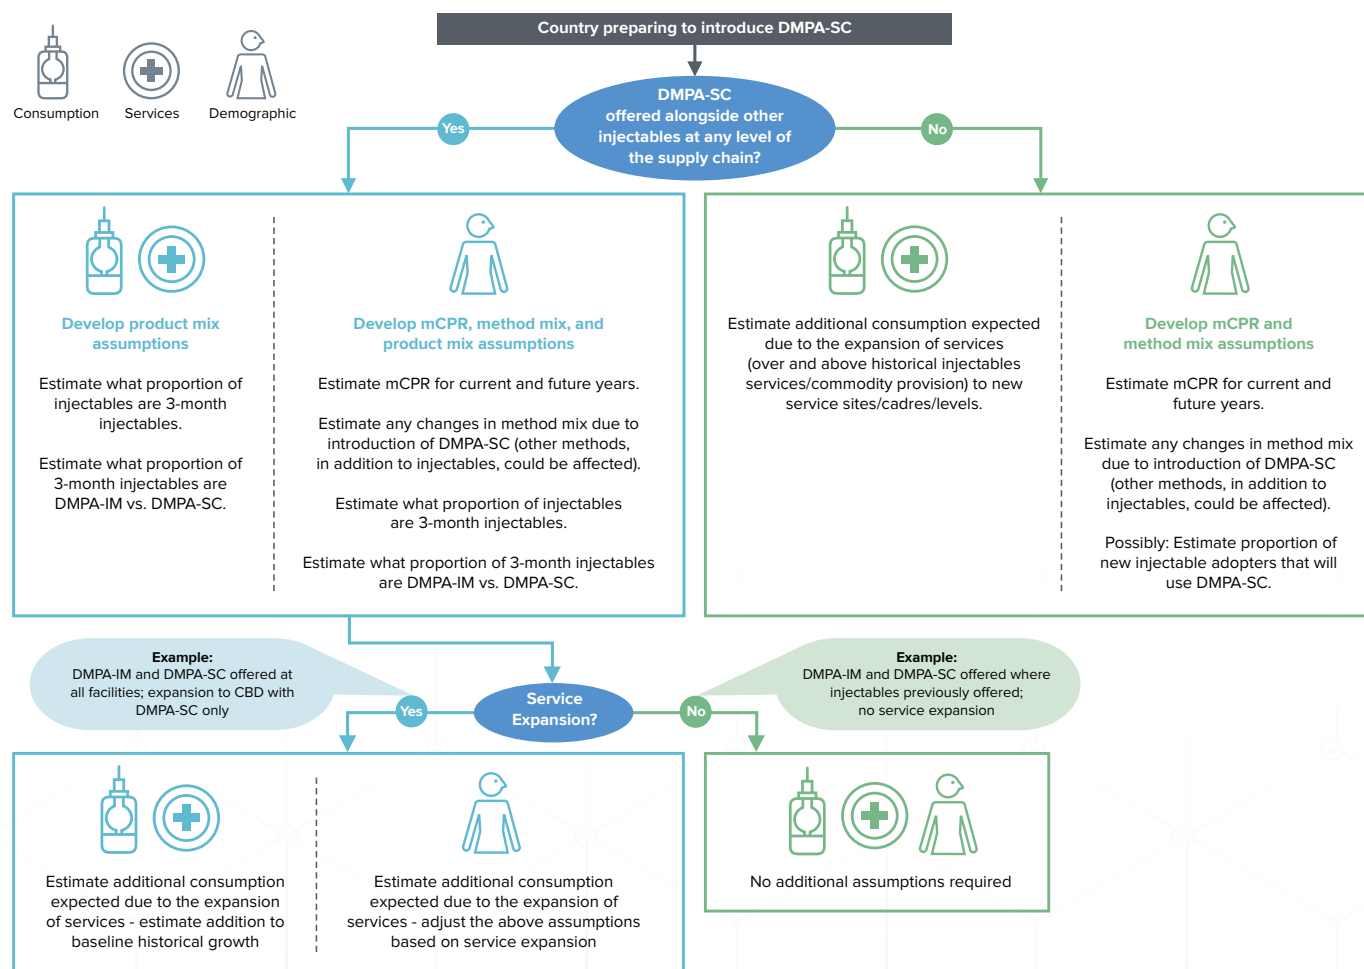 Consumption
Services
Demographic
Country preparing to introduce DMPA-SC
DMPA-SC
offered alongside other
injectables at any level of
the supply chain?
Yes
No
Develop product mix
assumptions
Estimate what proportion of
injectables are 3-month
injectables.
Estimate what proportion of
3-month injectables are
DMPA-IM vs. DMPA-SC.
Develop mCPR, method mix, and
product mix assumptions
Estimate mCPR for current and future years.
Estimate any changes in method mix due to
introduction of DMPA-SC (other methods,
in addition to injectables, could be affected).
Estimate what proportion of injectables
are 3-month injectables.
Estimate what proportion of 3-month injectables
are DMPA-IM vs. DMPA-SC.
Estimate additional consumption expected
due to the expansion of services
(over and above historical injectables
services/commodity provision) to new
service sites/cadres/levels.
Develop mCPR and
method mix assumptions
Estimate mCPR for current and
future years.
Estimate any changes in method mix
due to introduction of DMPA-SC
(other methods, in addition to
injectables, could be affected).
Possibly: Estimate proportion of
new injectable adopters that will
use DMPA-SC.
Example:
DMPA-IM and DMPA-SC offered at
all facilities; expansion to CBD with
DMPA-SC only
Yes
Service
Expansion?
No
Example:
DMPA-IM and DMPA-SC offered where
injectables previously offered;
no service expansion
Estimate additional consumption
expected due to the expansion
of services - estimate addition to
baseline historical growth
Estimate additional consumption
expected due to the expansion of
services - adjust the above assumptions
based on service expansion
No additional assumptions required